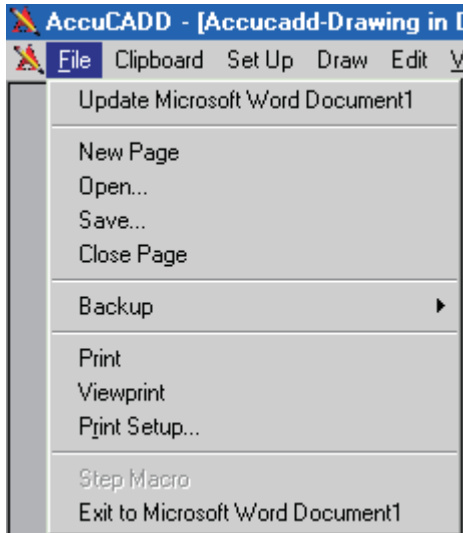 AccuCADD - [Accucadd-Drawing in
File Clipboard Set Up Draw Edit
Update Microsoft Word Document1
New Page
Open...
Save...
Close Page
Backup
Print
Viewprint
Print Setup...
Step Macro
Exit to Microsoft Word Document1